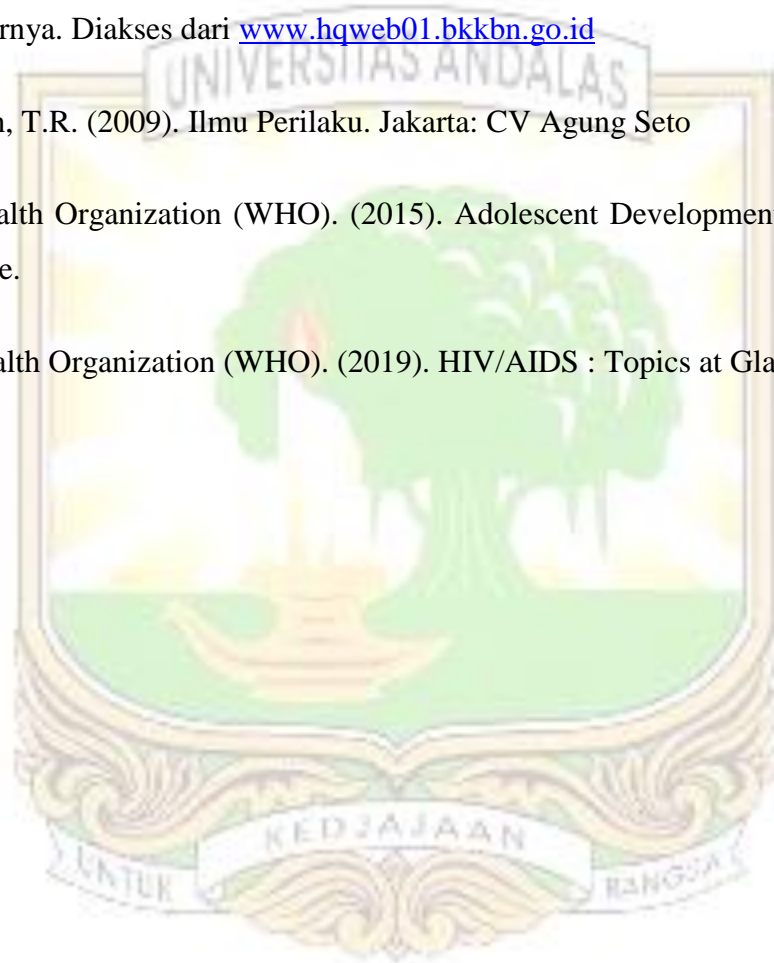 rnya. Diakses dari www.hqweb01.bkkbn.go.id
UNIVERSITAS ANDALAS
, T.R. (2009). Ilmu Perilaku. Jakarta: CV Agung Seto
alth Organization (WHO). (2015). Adolescent Development
e.
alth Organization (WHO). (2019). HIV/AIDS : Topics at Gla
KEDJAJAAN
UNTUK BANGSA